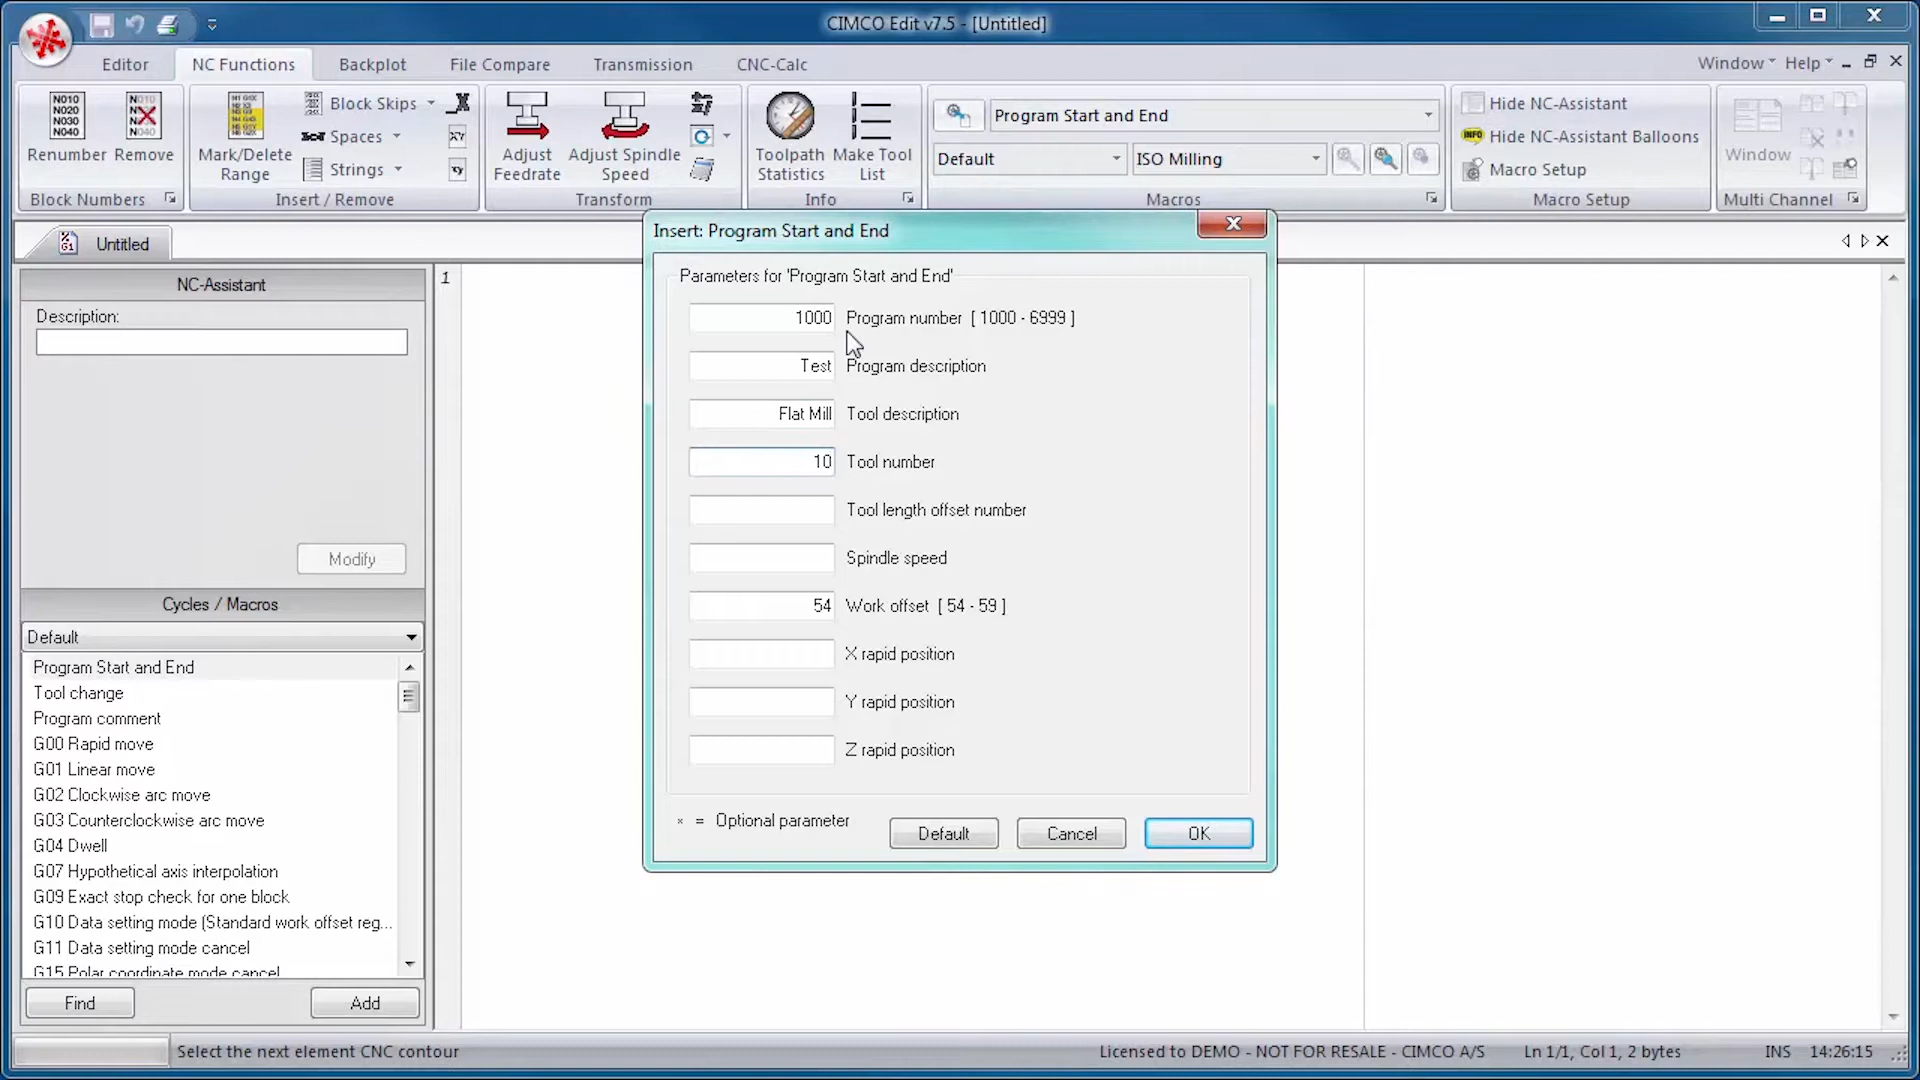 CIMCO Edit v7.5 - [Untitled]
Editor
NC Functions
Backplot
File Compare
Transmission
CNC-Calc
Window
Help
Renumber
Remove
Block Numbers
Mark/Delete
Range
Block Skips
Spaces
Strings
Insert / Remove
Adjust
Feedrate
Adjust Spindle
Speed
Transform
Toolpath
Statistics
Make Tool
List
Info
Program Start and End
Default
ISO Milling
Macros
Hide NC-Assistant
INFO Hide NC-Assistant Balloons
Macro Setup
Macro Setup
Window
Multi Channel
Untitled
NC-Assistant
Description:
Modify
Cycles / Macros
Default
Program Start and End
Tool change
Program comment
G00 Rapid move
G01 Linear move
G02 Clockwise arc move
G03 Counterclockwise arc move
G04 Dwell
G07 Hypothetical axis interpolation
G09 Exact stop check for one block
G10 Data setting mode (Standard work offset reg...
G11 Data setting mode cancel
G15 Polar coordinate mode cancel
Find
Add
1
Insert: Program Start and End
Parameters for 'Program Start and End'
1000 Program number [ 1000 - 6999 ]
Test Program description
Flat Mill Tool description
10 Tool number
Tool length offset number
Spindle speed
54 Work offset [ 54 - 59 ]
X rapid position
Y rapid position
Z rapid position
* = Optional parameter
Default
Cancel
OK
Select the next element CNC contour
Licensed to DEMO - NOT FOR RESALE - CIMCO A/S
Ln 1/1, Col 1, 2 bytes
INS
14:26:15